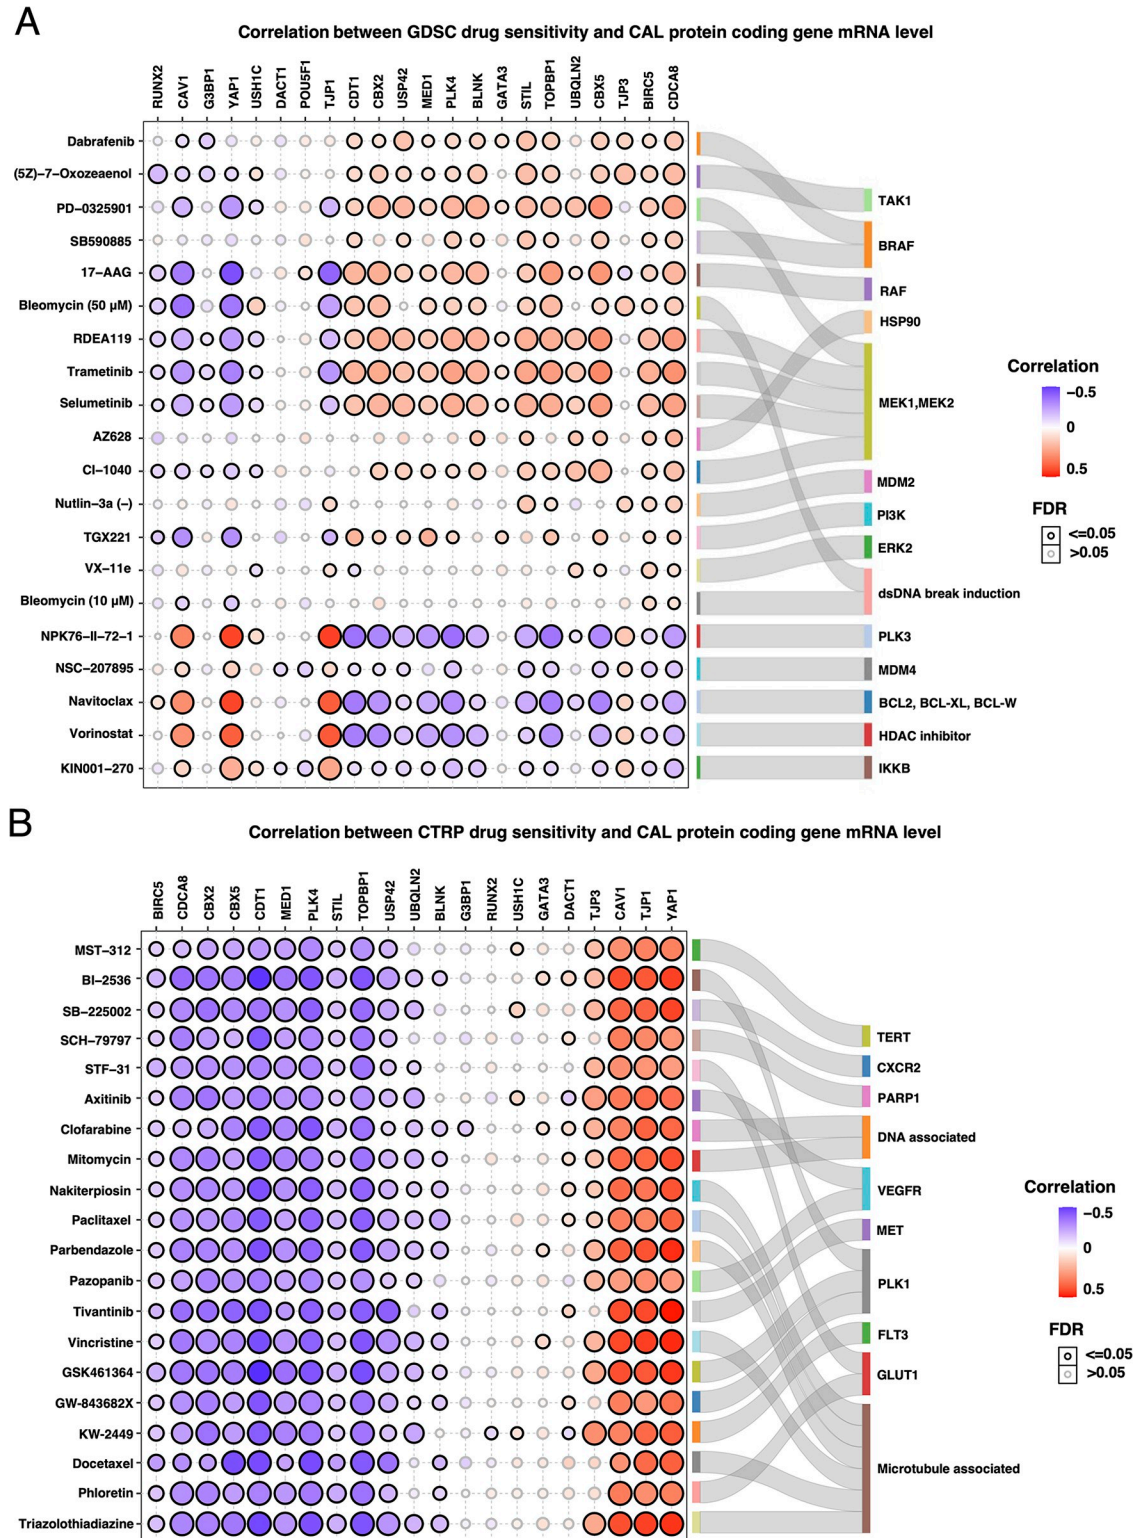 A
Correlation between GDSC drug sensitivity and CAL protein coding gene mRNA level
RUNX2 CAV1 G3BP1 YAP1 USH1C DACT1 POU5F1 TJP1 CDT1 CBX2 USP42 MED1 PLK4 BLNK GATA3 STIL TOPBP1 UBQLN2 CBX5 TJP3 BIRC5 CDCA8
Dabrafenib
(5Z)−7−Oxozeaenol
PD−0325901
SB590885
17−AAG
Bleomycin (50 μM)
RDEA119
Trametinib
Selumetinib
AZ628
CI−1040
Nutlin−3a (−)
TGX221
VX−11e
Bleomycin (10 μM)
NPK76−II−72−1
NSC−207895
Navitoclax
Vorinostat
KIN001−270
TAK1
BRAF
RAF
HSP90
MEK1,MEK2
MDM2
PI3K
ERK2
dsDNA break induction
PLK3
MDM4
BCL2, BCL-XL, BCL-W
HDAC inhibitor
IKKB
Correlation
−0.5
0
0.5
FDR
<=0.05
>0.05
B
Correlation between CTRP drug sensitivity and CAL protein coding gene mRNA level
BIRC5 CDCA8 CBX2 CBX5 CDT1 MED1 PLK4 STIL TOPBP1 USP42 UBQLN2 BLNK G3BP1 RUNX2 USH1C GATA3 DACT1 TJP3 CAV1 TJP1 YAP1
MST−312
BI−2536
SB−225002
SCH−79797
STF−31
Axitinib
Clofarabine
Mitomycin
Nakiterpiosin
Paclitaxel
Parbendazole
Pazopanib
Tivantinib
Vincristine
GSK461364
GW-843682X
KW-2449
Docetaxel
Phloretin
Triazolothiadiazine
TERT
CXCR2
PARP1
DNA associated
VEGFR
MET
PLK1
FLT3
GLUT1
Microtubule associated
Correlation
−0.5
0
0.5
FDR
<=0.05
>0.05